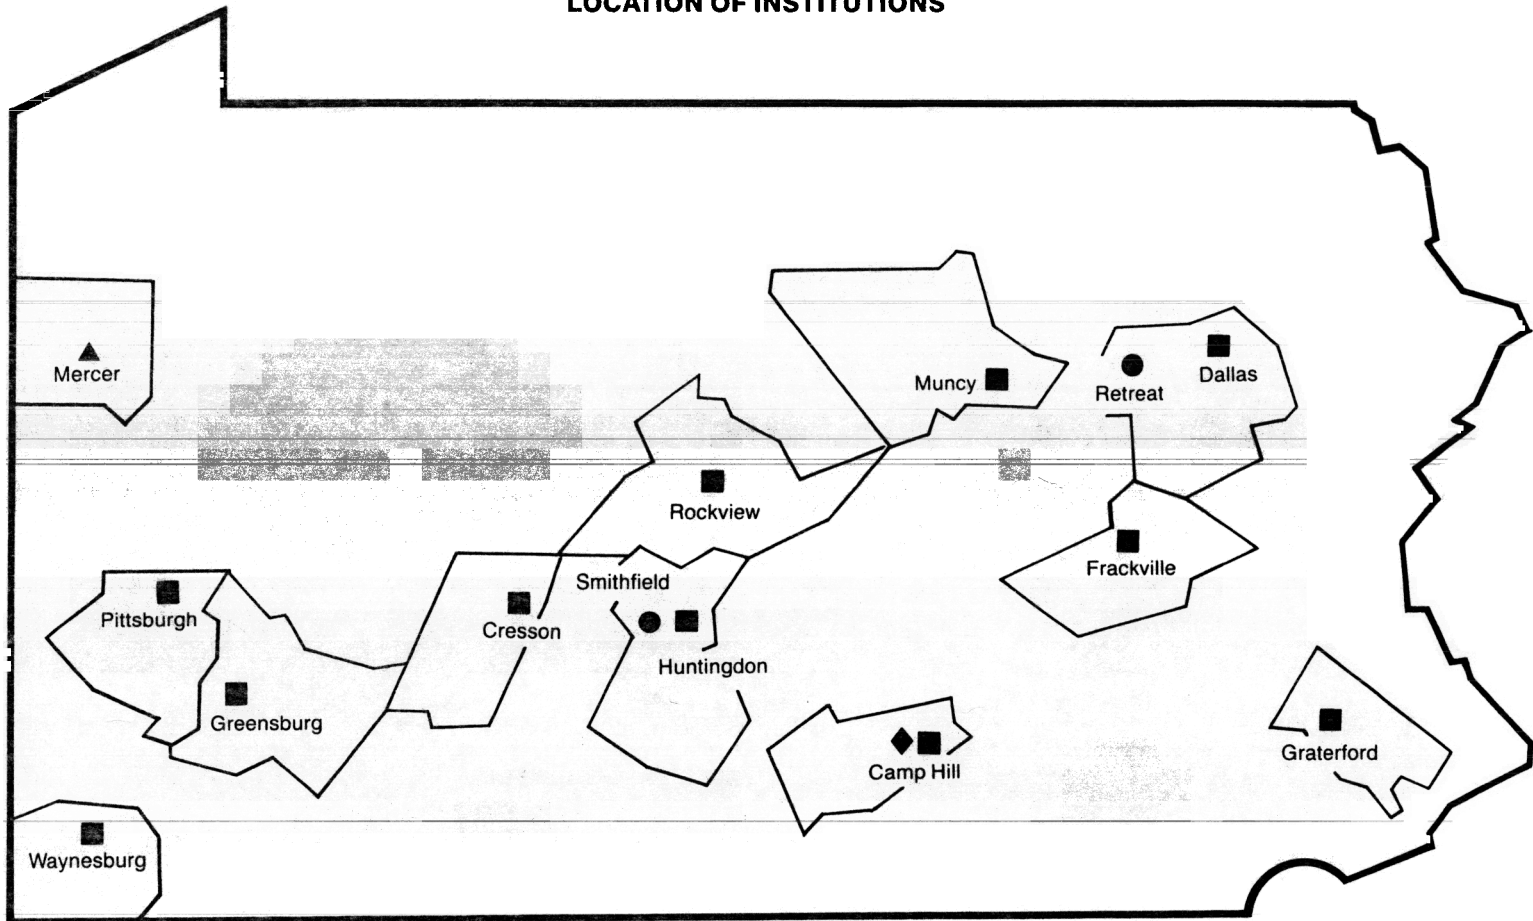 LOCATION OF INSTITUTIONS
Mercer
Muncy
Retreat
Dallas
Rockview
Frackville
Smithfield
Pittsburgh
Cresson
Huntingdon
Greensburg
Camp Hill
Graterford
Waynesburg